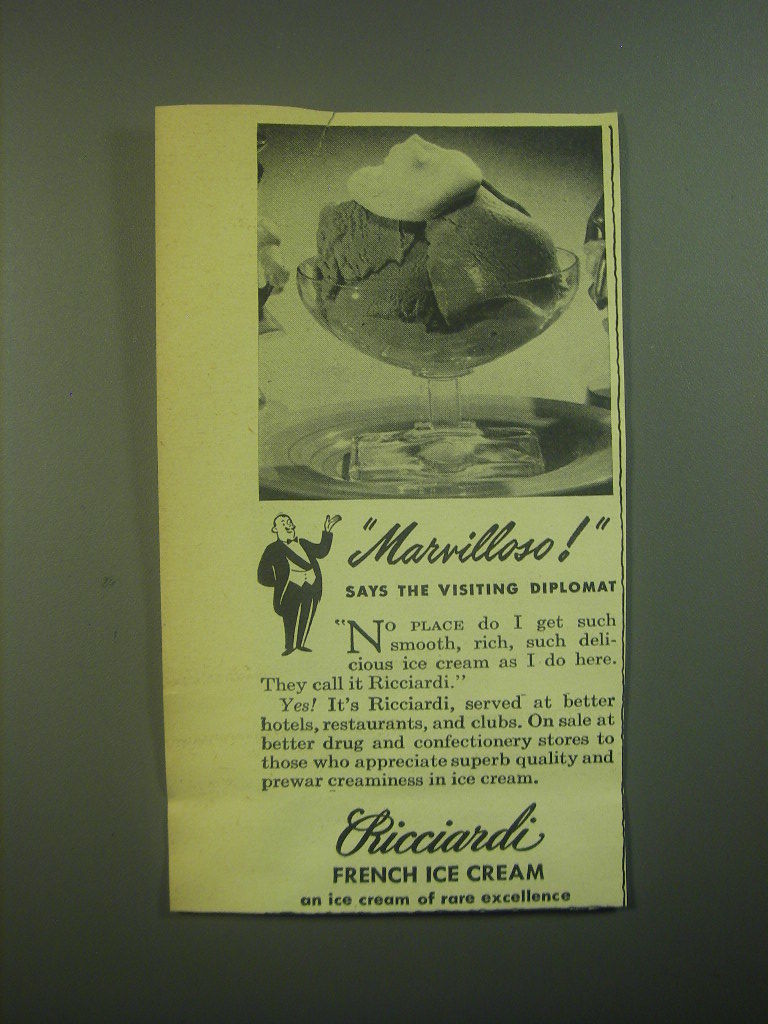 "Marvilloso!"
SAYS THE VISITING DIPLOMAT
"NO PLACE do I get such
smooth, rich, such deli-
cious ice cream as I do here.
They call it Ricciardi."
Yes! It's Ricciardi, served at better
hotels, restaurants, and clubs. On sale at
better drug and confectionery stores to
those who appreciate superb quality and
prewar creaminess in ice cream.
Ricciardi
FRENCH ICE CREAM
an ice cream of rare excellence